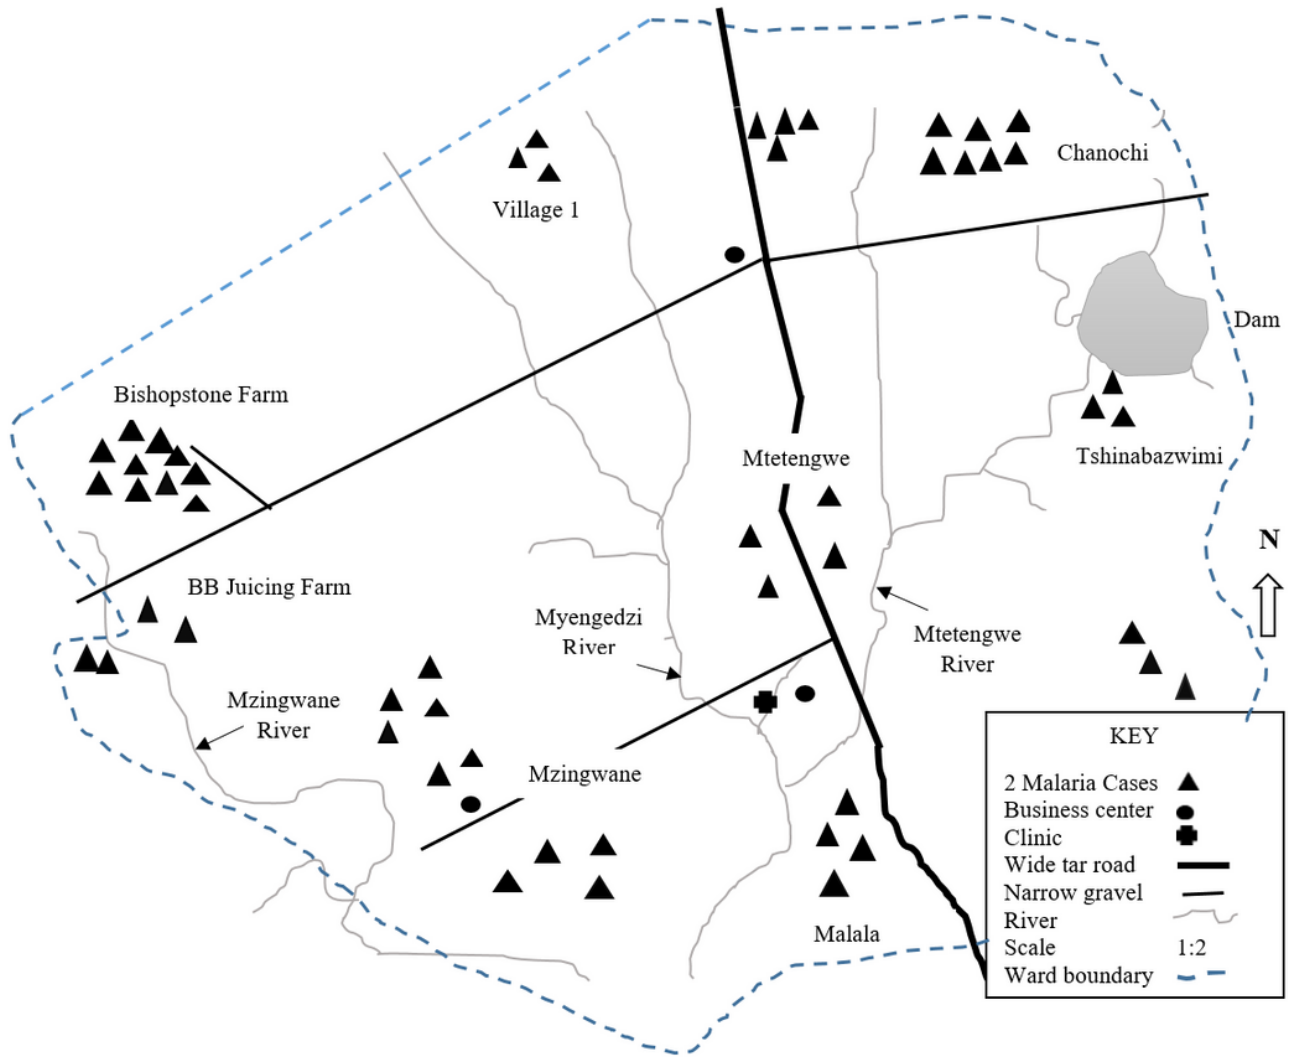 Chanochi
Village 1
Dam
Bishopstone Farm
Mtetengwe
Tshinabazwimi
N
BB Juicing Farm
Myengedzi
River
Mtetengwe
River
Mzingwane
River
Mzingwane
Malala
KEY
2 Malaria Cases
Business center
Clinic
Wide tar road
Narrow gravel
River
Scale 1:2
Ward boundary